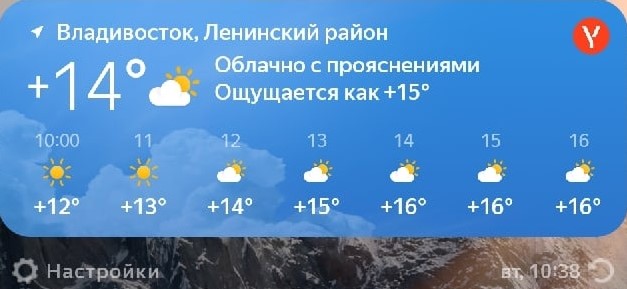 Владивосток, Ленинский район
Y
+14°
Облачно с прояснениями
Ощущается как +15°
10:00 11 12 13 14 15 16
+12° +13° +14° +15° +16° +16° +16°
Настройки
вт, 10:38